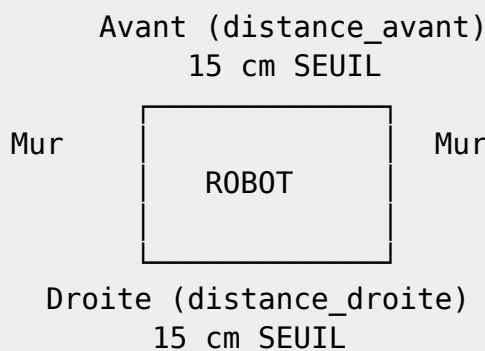 Avant (distance_avant)
15 cm SEUIL
Mur Mur
ROBOT
Droite (distance_droite)
15 cm SEUIL